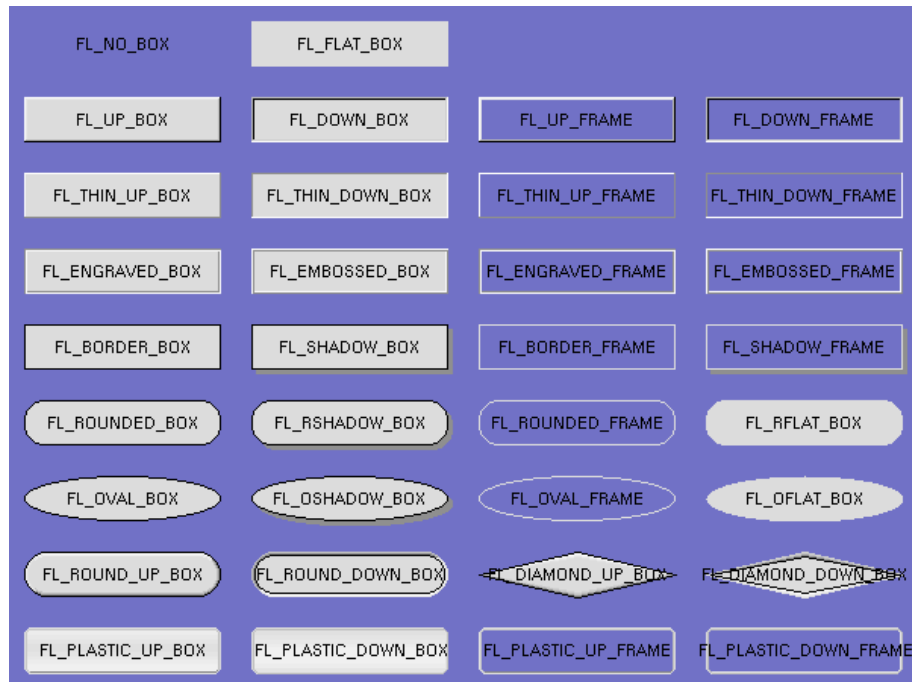 FL_NO_BOX FL_FLAT_BOX
FL_UP_BOX FL_DOWN_BOX FL_UP_FRAME FL_DOWN_FRAME
FL_THIN_UP_BOX FL_THIN_DOWN_BOX FL_THIN_UP_FRAME FL_THIN_DOWN_FRAME
FL_ENGRAVED_BOX FL_EMBOSSED_BOX FL_ENGRAVED_FRAME FL_EMBOSSED_FRAME
FL_BORDER_BOX FL_SHADOW_BOX FL_BORDER_FRAME FL_SHADOW_FRAME
FL_ROUNDED_BOX FL_RSHADOW_BOX FL_ROUNDED_FRAME FL_RFLAT_BOX
FL_OVAL_BOX FL_OSHADOW_BOX FL_OVAL_FRAME FL_OFLAT_BOX
FL_ROUND_UP_BOX FL_ROUND_DOWN_BOX FL_DIAMOND_UP_BOX FL_DIAMOND_DOWN_BOX
FL_PLASTIC_UP_BOX FL_PLASTIC_DOWN_BOX FL_PLASTIC_UP_FRAME FL_PLASTIC_DOWN_FRAME